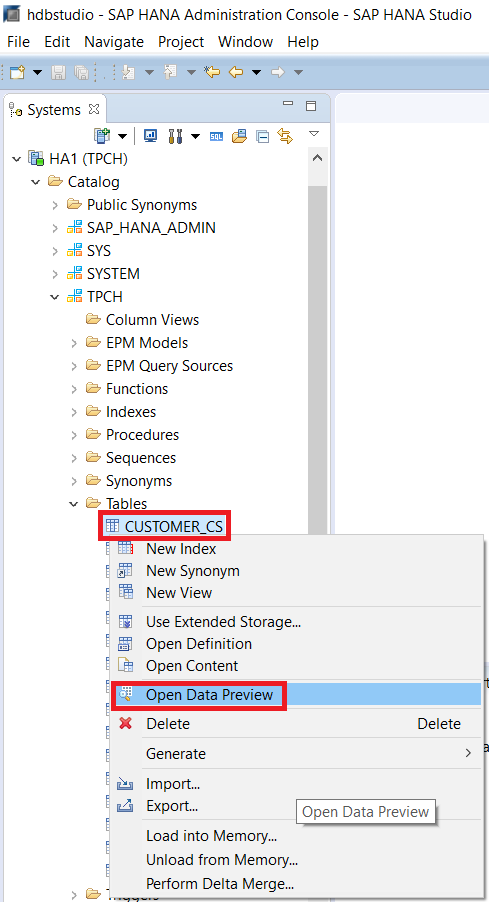 hdbstudio - SAP HANA Administration Console - SAP HANA Studio
File Edit Navigate Project Window Help
Systems
SQL
HA1 (TPCH)
Catalog
Public Synonyms
SAP_HANA_ADMIN
SYS
SYSTEM
TPCH
Column Views
EPM Models
EPM Query Sources
Functions
Indexes
Procedures
Sequences
Synonyms
Tables
CUSTOMER_CS
New Index
New Synonym
New View
Use Extended Storage...
Open Definition
Open Content
Open Data Preview
Delete Delete
Generate
Import...
Export...
Open Data Preview
Load into Memory...
Unload from Memory...
Perform Delta Merge...
Triggers